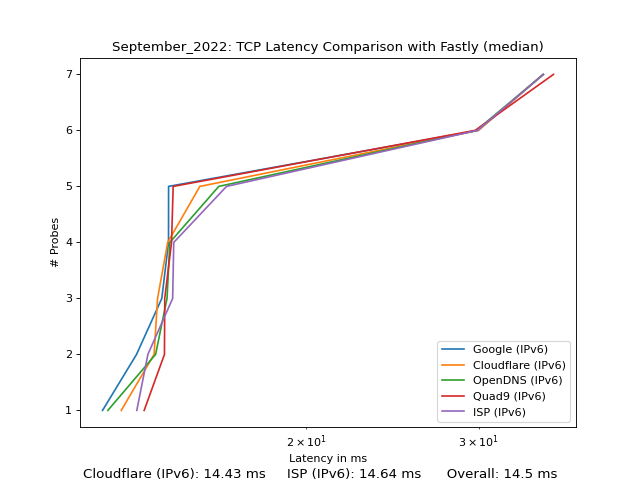 September_2022: TCP Latency Comparison with Fastly (median)
7
6
5
4
3
2
1
# Probes
Google (IPv6)
Cloudflare (IPv6)
OpenDNS (IPv6)
Quad9 (IPv6)
ISP (IPv6)
2 × 10¹ 3 × 10¹
Latency in ms
Cloudflare (IPv6): 14.43 ms ISP (IPv6): 14.64 ms Overall: 14.5 ms